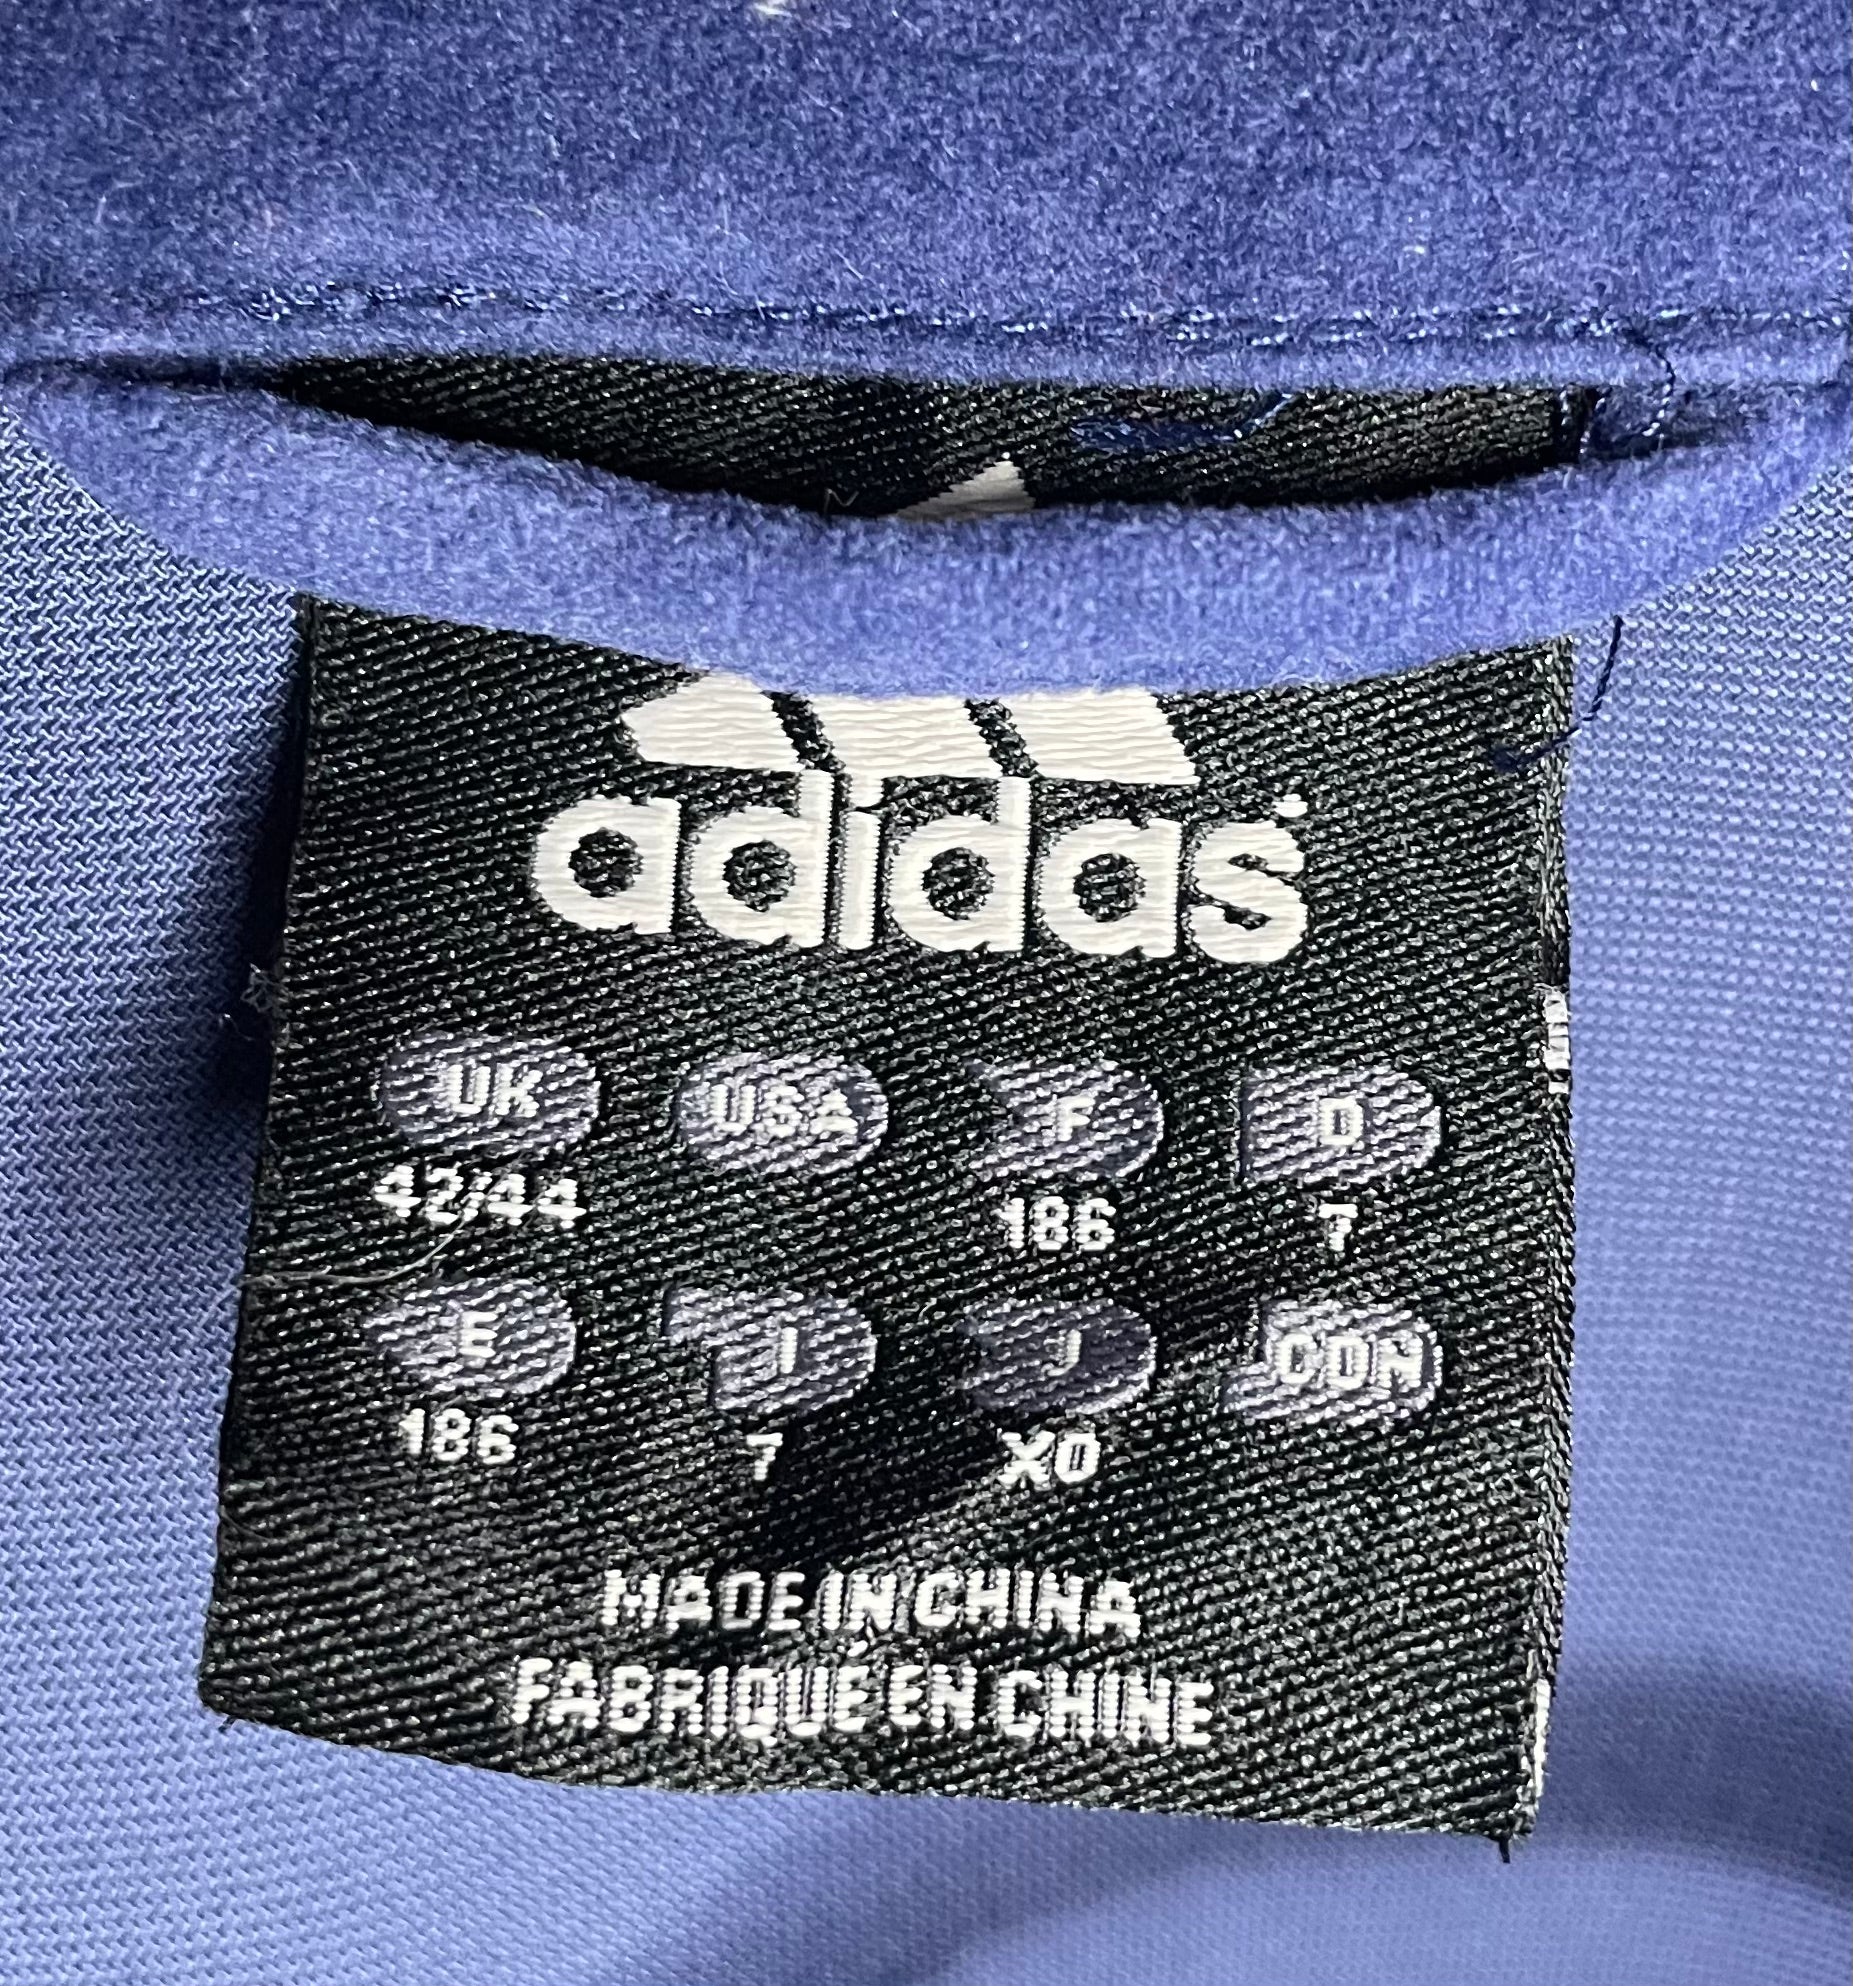 adidas
UK USA F D
42/44 186 7
E I J CDN
186 7 XO
MADE IN CHINA
FABRIQUÉ EN CHINE